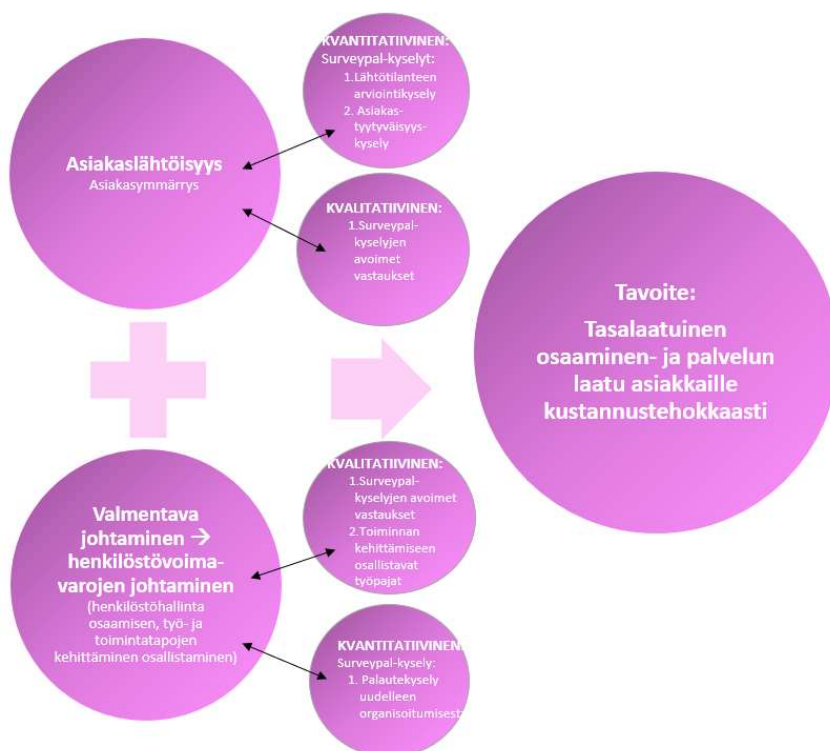 Asiakaslähtöisyys
Asiakasymmärrys
KVANTITATIIVINEN:
Surveypal-kyselyt:
1.Lähtötilanteen
arviointikysely
2. Asiakas-
tyytyväisyys-
kysely
KVALITATIIVINEN:
1.Surveypal-
kyselyjen
avoimet
vastaukset
Valmentava
johtaminen →
henkilöstövoima-
varojen johtaminen
(henkilöstöhallinta
osaamisen, työ- ja
toimintatapojen
kehittäminen osallistaminen)
KVALITATIIVINEN:
1.Surveypal-
kyselyjen avoimet
vastaukset
2.Toiminnan
kehittämiseen
osallistavat
työpajat
KVANTITATIIVINEN:
Surveypal-kysely:
1. Palautekysely
uudelleen
organisoitumisest
Tavoite:
Tasalaatuinen
osaaminen- ja palvelun
laatu asiakkaille
kustannustehokkaasti